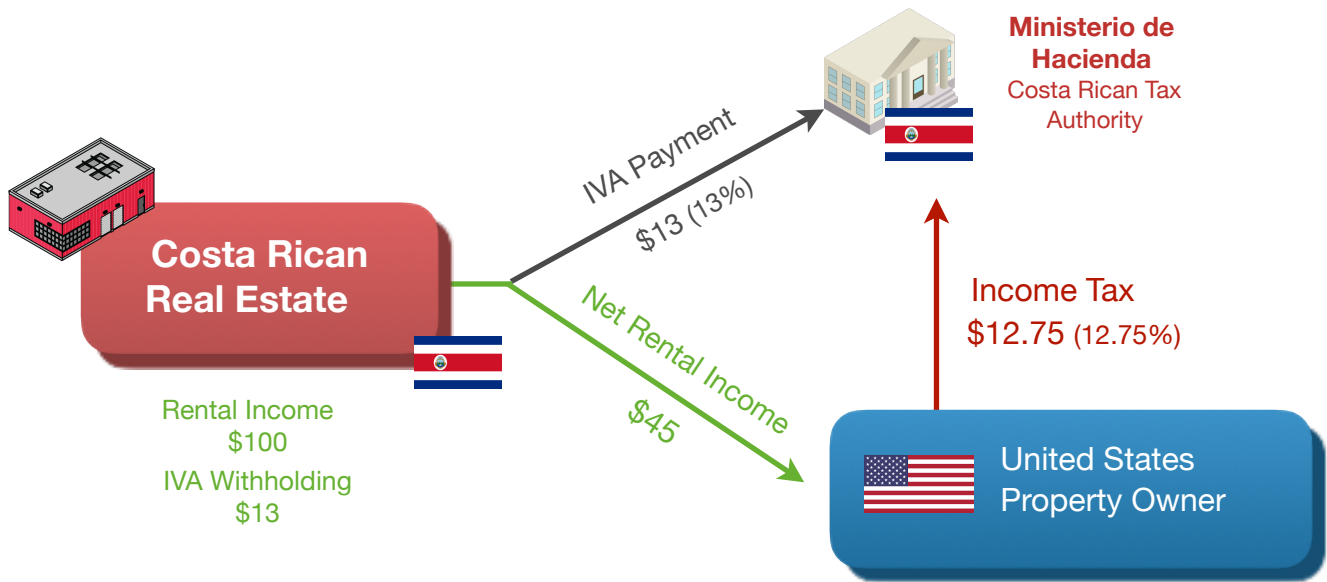 Ministerio de
Hacienda
Costa Rican Tax
Authority
IVA Payment
$13 (13%)
Costa Rican
Real Estate
Net Rental Income
$45
Income Tax
$12.75 (12.75%)
Rental Income
$100
IVA Withholding
$13
United States
Property Owner